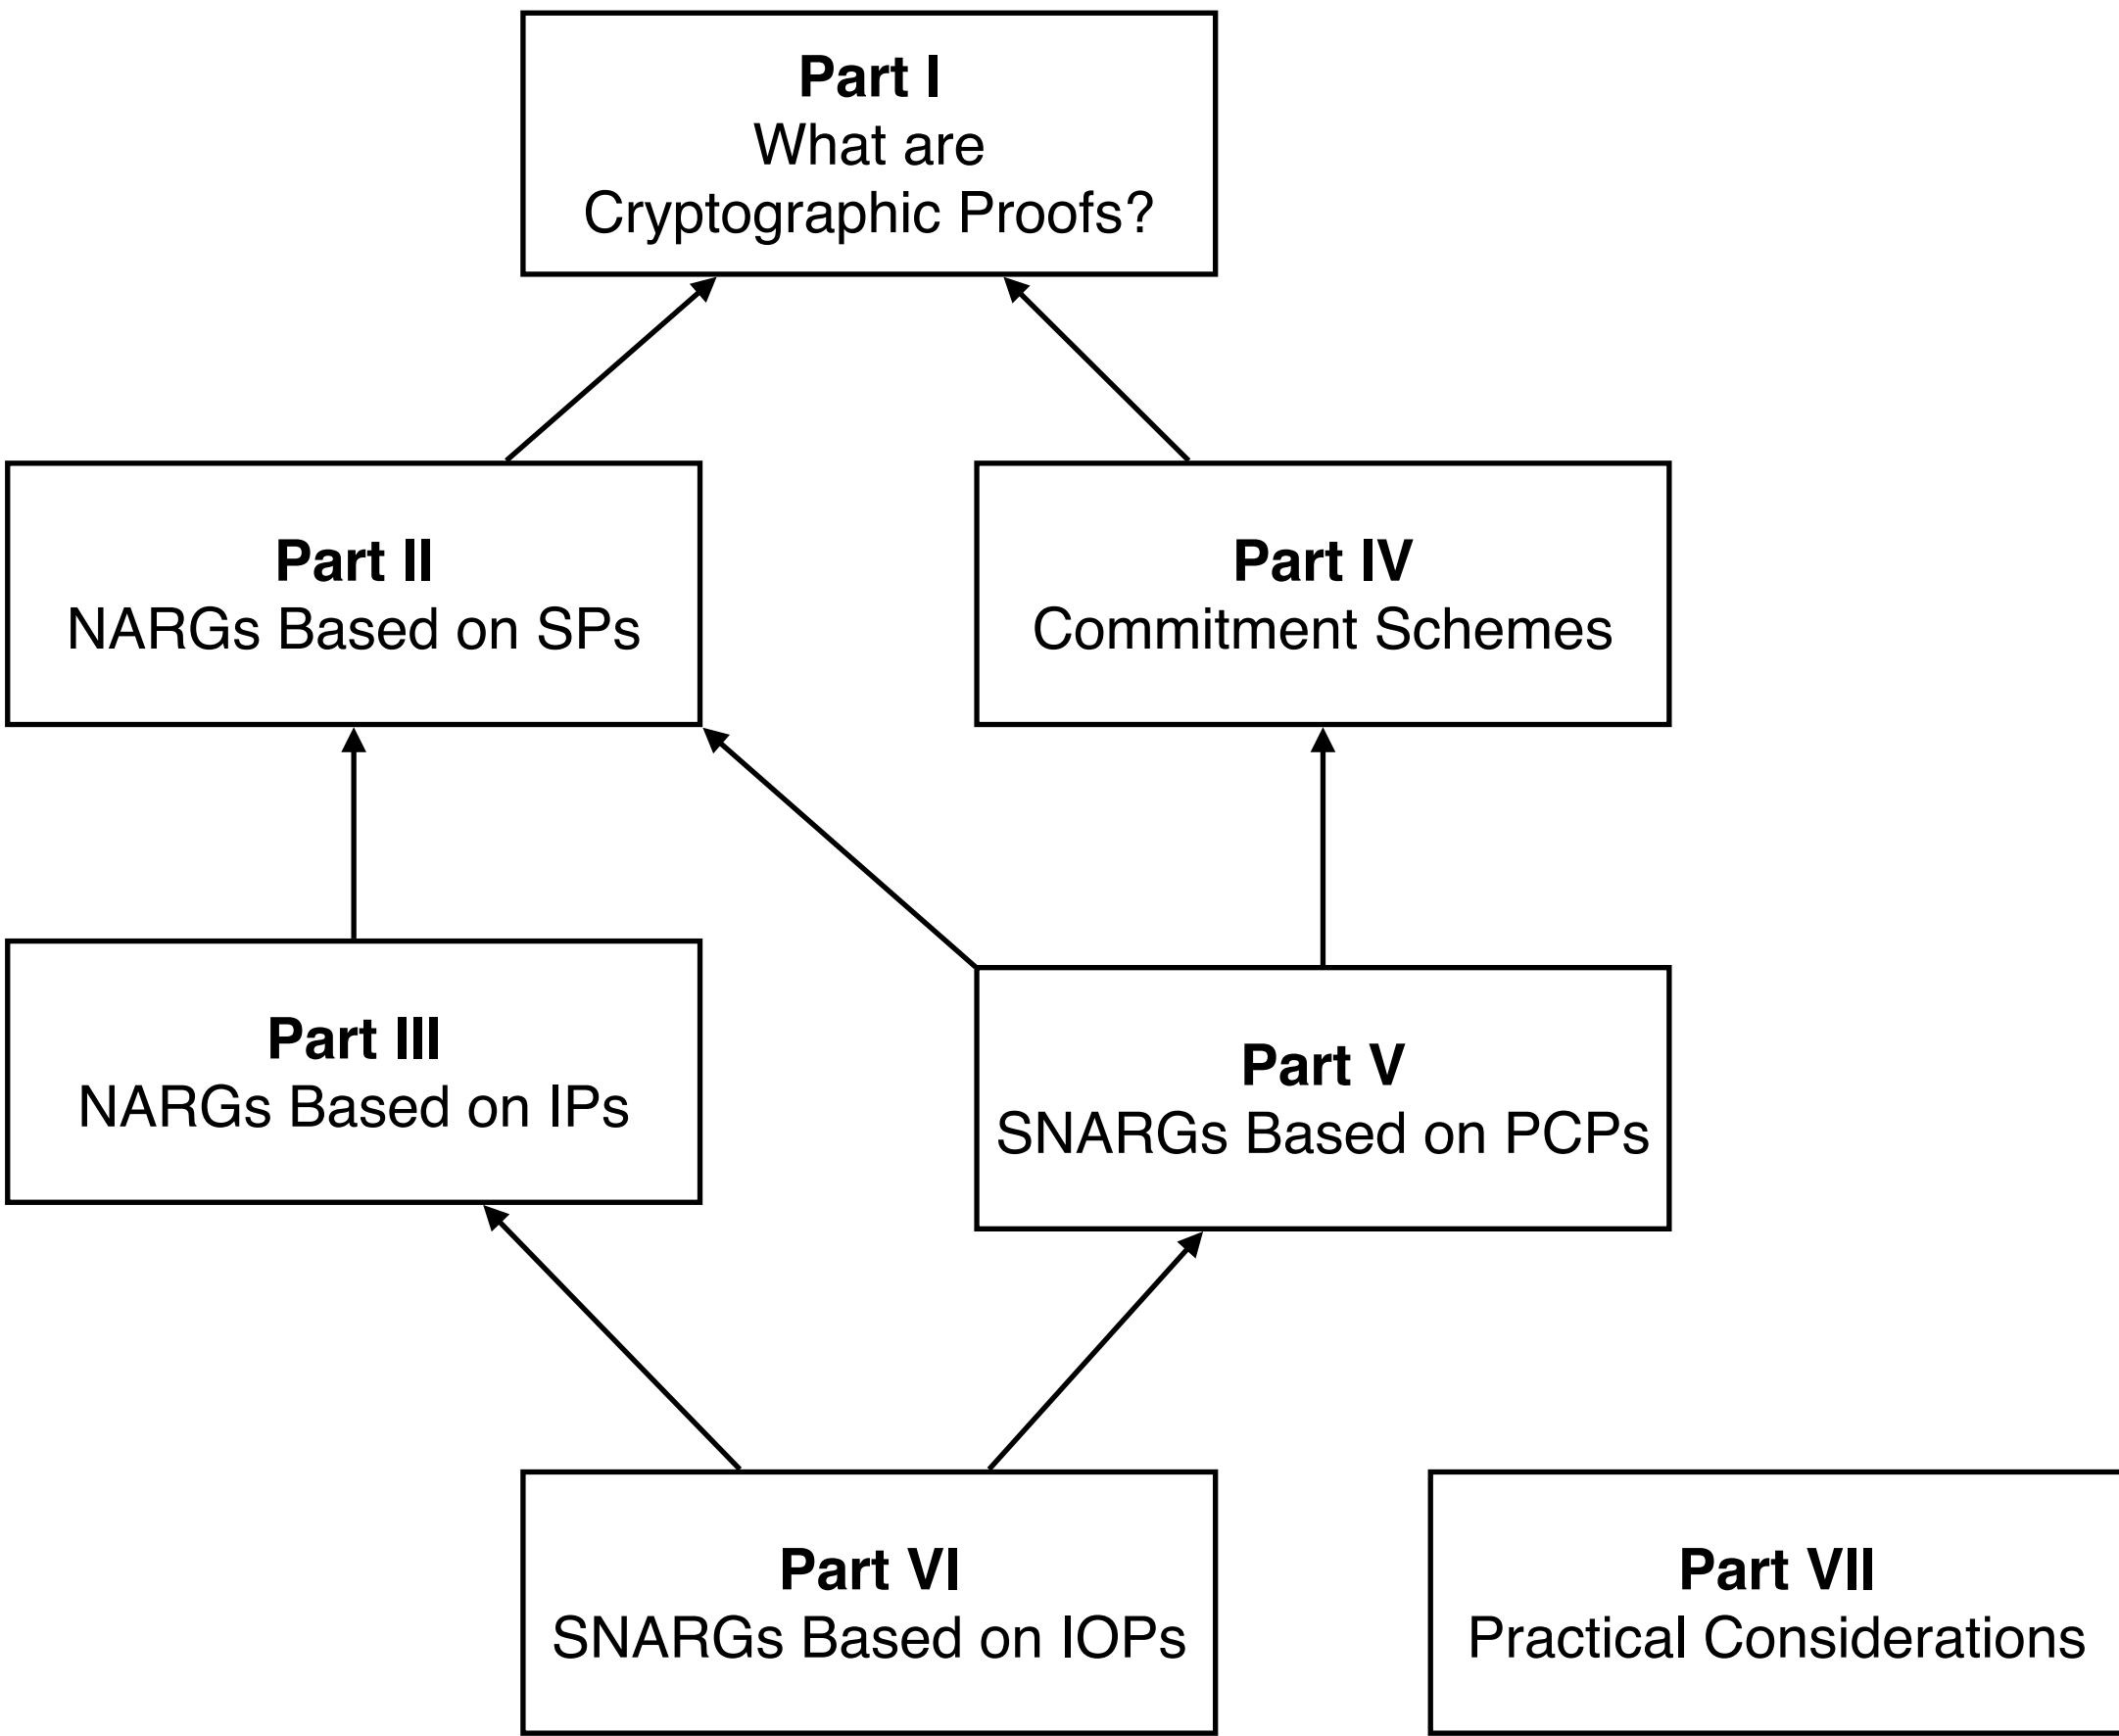 Part I
What are
Cryptographic Proofs?
Part II
NARGs Based on SPs
Part IV
Commitment Schemes
Part III
NARGs Based on IPs
Part V
SNARGs Based on PCPs
Part VI
SNARGs Based on IOPs
Part VII
Practical Considerations